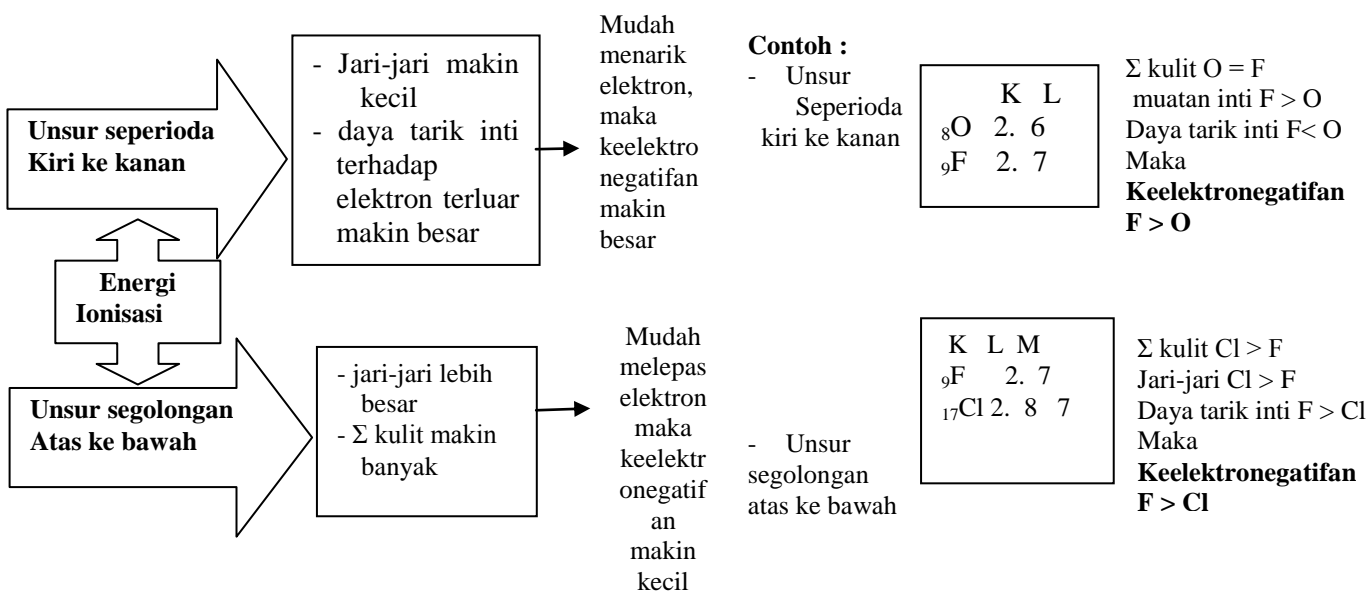 Unsur seperioda
Kiri ke kanan
- Jari-jari makin
kecil
- daya tarik inti
terhadap
elektron terluar
makin besar
Mudah
menarik
elektron,
maka
keelektro
negatifan
makin
besar
Contoh :
- Unsur
Seperioda
kiri ke kanan
K L
₈O 2. 6
₉F 2. 7
Σ kulit O = F
muatan inti F > O
Daya tarik inti F< O
Maka
Keelektronegatifan
F > O
Energi
Ionisasi
Unsur segolongan
Atas ke bawah
- jari-jari lebih
besar
- Σ kulit makin
banyak
Mudah
melepas
elektron
maka
keelektr
onegatif
an
makin
kecil
- Unsur
segolongan
atas ke bawah
K L M
₉F 2. 7
₁₇Cl 2. 8 7
Σ kulit Cl > F
Jari-jari Cl > F
Daya tarik inti F > Cl
Maka
Keelektronegatifan
F > Cl